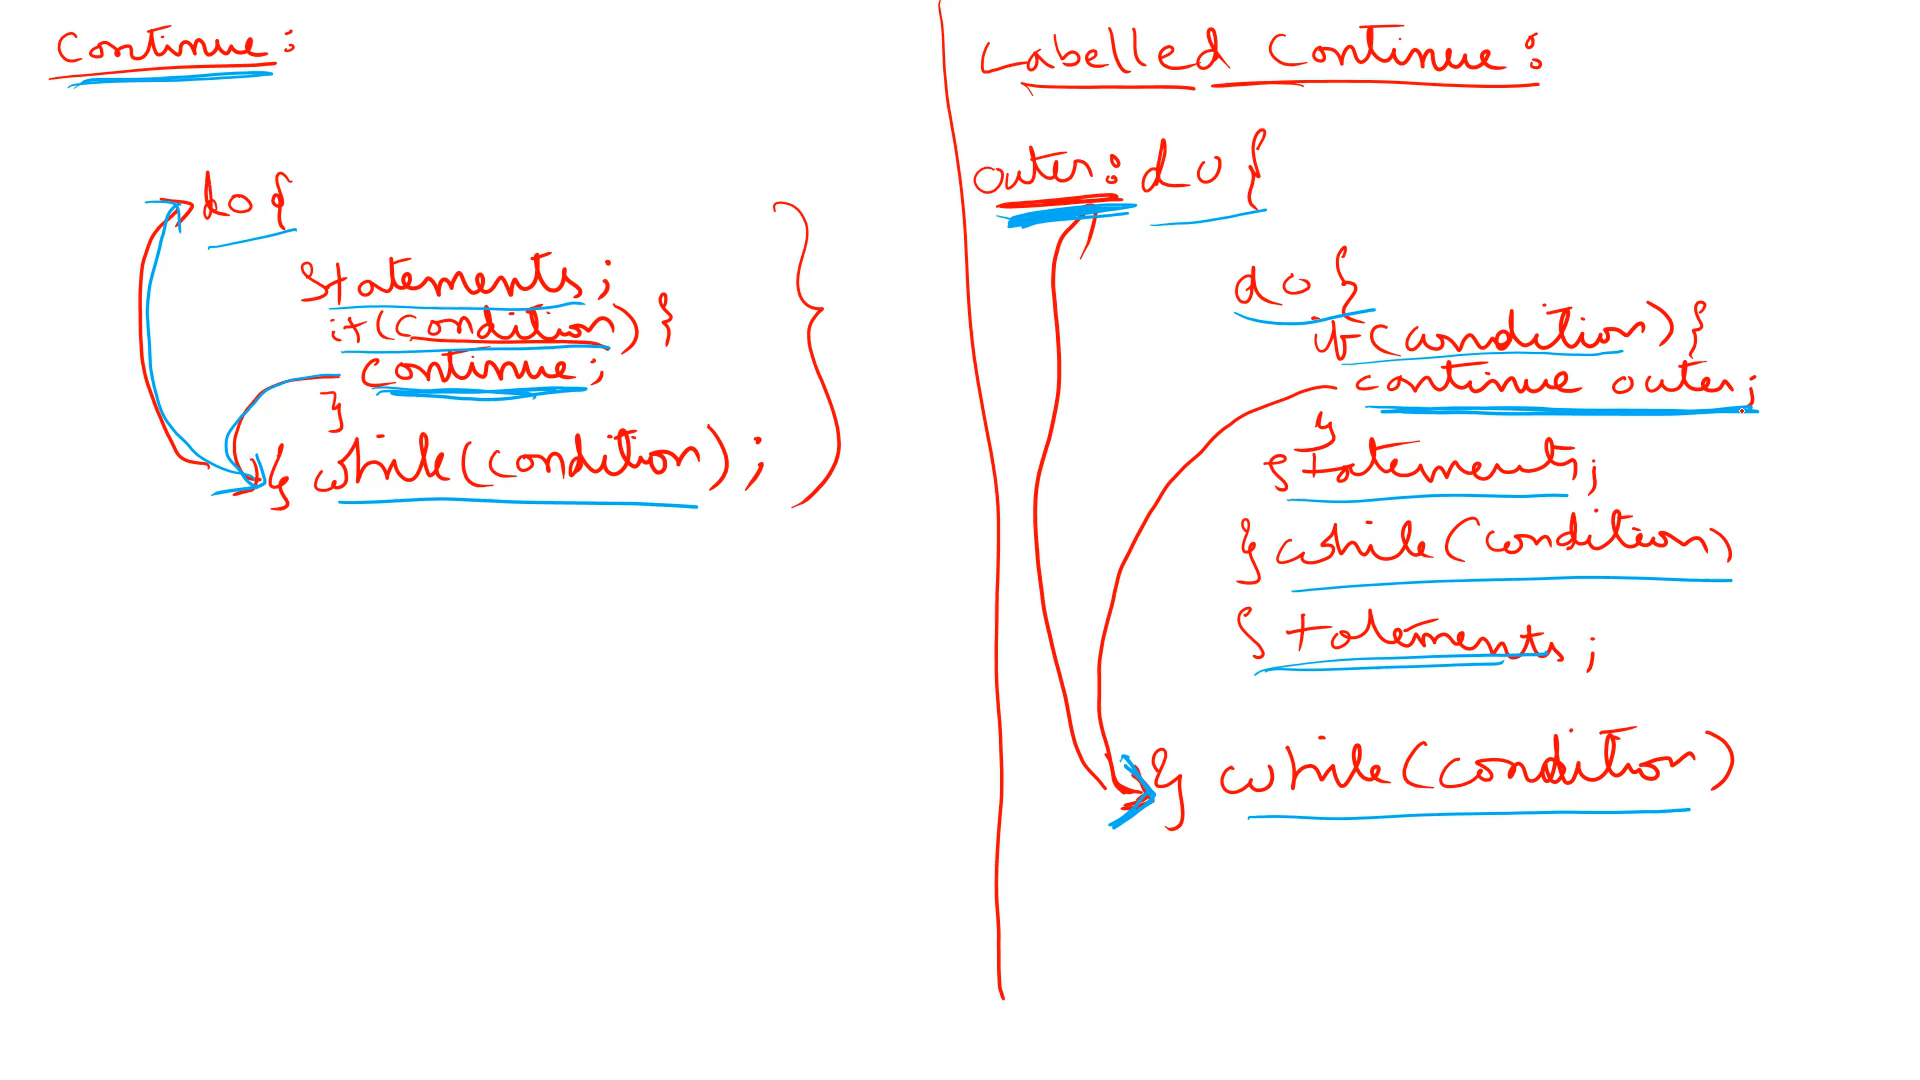 Continue:
do {
Statements;
if(condition) {
Continue;
}
} while(condition);
Labelled Continue:
outer: do {
do {
if(condition) {
continue outer;
}
Statements;
} while(condition)
Statements;
} while(condition)